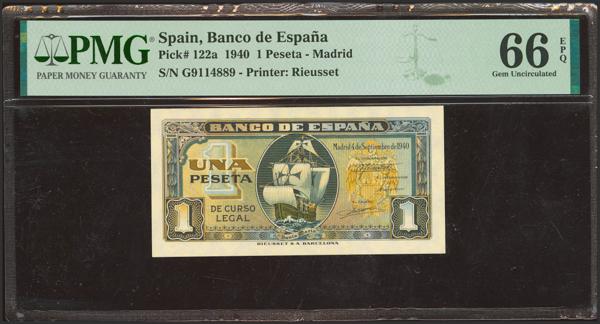 PMG
PAPER MONEY GUARANTY
Spain, Banco de España
Pick# 122a 1940 1 Peseta - Madrid
S/N G9114889 - Printer: Rieusset
66 EPQ
Gem Uncirculated
BANCO DE ESPAÑA
Madrid 4 de Septiembre de 1940
1
UNA
PESETA
DE CURSO
LEGAL
1
1
RIEUSSET S.A. BARCELONA